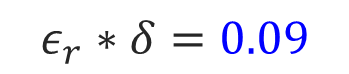 ϵᵣ ∗ δ = 0.09